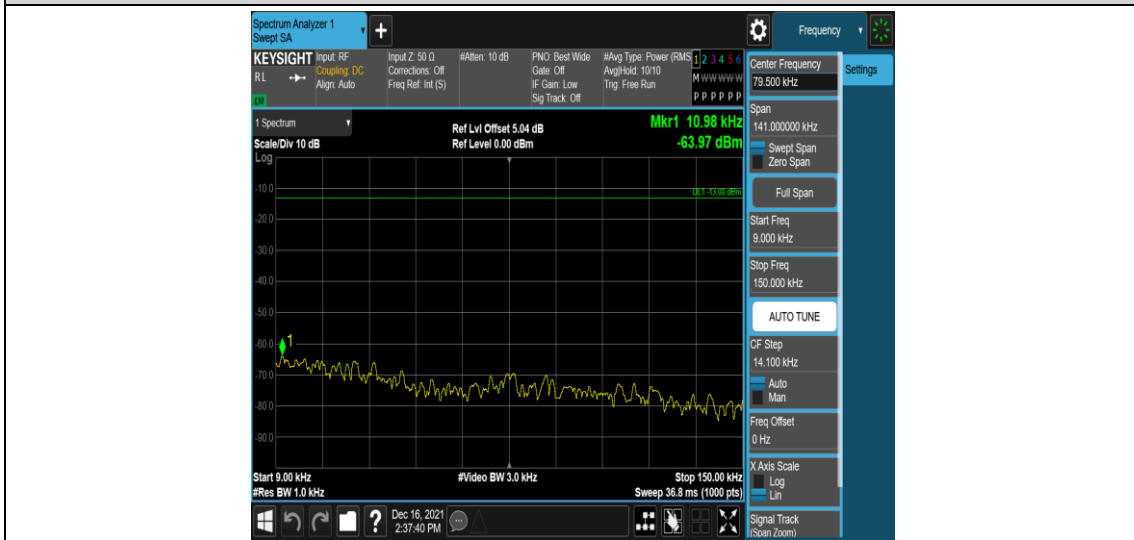 Spectrum Analyzer 1
Swept SA
+
Frequency
KEYSIGHT
RL
LXI
Input: RF
Coupling: DC
Align: Auto
Input Z: 50 Ω
Corrections: Off
Freq Ref: Int (S)
#Atten: 10 dB
PNO: Best Wide
Gate: Off
IF Gain: Low
Sig Track: Off
#Avg Type: Power (RMS
Avg|Hold: 10/10
Trig: Free Run
1 2 3 4 5 6
M W W W W W
P P P P P P
Center Frequency
79.500 kHz
Settings
1 Spectrum
Scale/Div 10 dB
Ref Lvl Offset 5.04 dB
Ref Level 0.00 dBm
Mkr1 10.98 kHz
-63.97 dBm
Log
DL1 -13.00 dBm
-10.0
-20.0
-30.0
-40.0
-50.0
-60.0
-70.0
-80.0
-90.0
1
Start 9.00 kHz
#Res BW 1.0 kHz
#Video BW 3.0 kHz
Stop 150.00 kHz
Sweep 36.8 ms (1000 pts)
Span
141.000000 kHz
Swept Span
Zero Span
Full Span
Start Freq
9.000 kHz
Stop Freq
150.000 kHz
AUTO TUNE
CF Step
14.100 kHz
Auto
Man
Freq Offset
0 Hz
X Axis Scale
Log
Lin
Signal Track
(Span Zoom)
?
Dec 16, 2021
2:37:40 PM